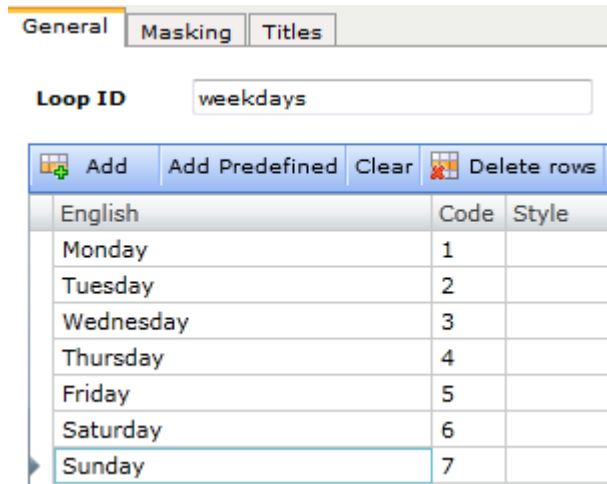 General Masking Titles
Loop ID weekdays
Add Add Predefined Clear Delete rows
English Code Style
Monday 1
Tuesday 2
Wednesday 3
Thursday 4
Friday 5
Saturday 6
Sunday 7